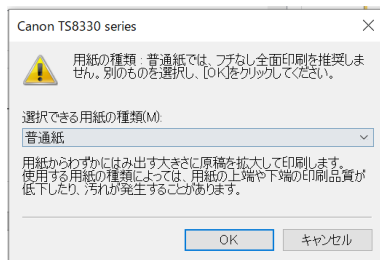 Canon TS8330 series
用紙の種類 : 普通紙では、フチなし全面印刷を推奨しま
せん。別のものを選択し、[OK]をクリックしてください。
選択できる用紙の種類(M):
普通紙
用紙からわずかにはみ出す大きさに原稿を拡大して印刷します。
使用する用紙の種類によっては、用紙の上端や下端の印刷品質が
低下したり、汚れが発生することがあります。
OK
キャンセル